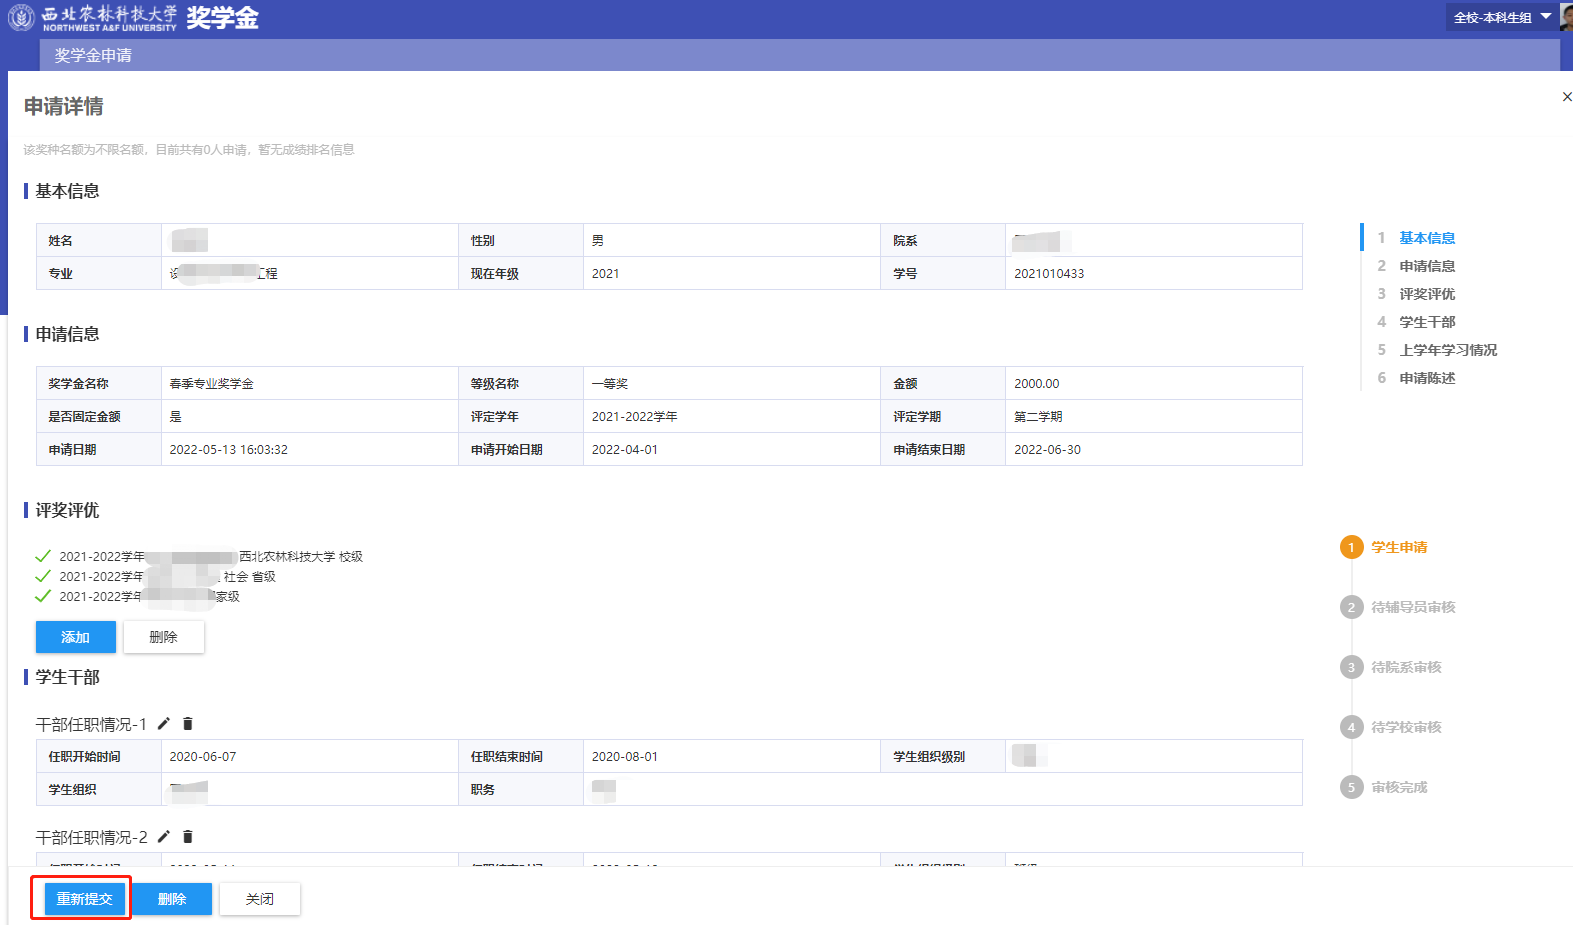 西北农林科技大学 奖学金
NORTHWEST A&F UNIVERSITY
全校-本科生组
奖学金申请
申请详情
该奖种名额为不限名额，目前共有0人申请，暂无成绩排名信息
基本信息
姓名 性别 男 院系
专业 工程 现在年级 2021 学号 2021010433
1 基本信息
2 申请信息
3 评奖评优
4 学生干部
5 上学年学习情况
6 申请陈述
申请信息
奖学金名称 春季专业奖学金 等级名称 一等奖 金额 2000.00
是否固定金额 是 评定学年 2021-2022学年 评定学期 第二学期
申请日期 2022-05-13 16:03:32 申请开始日期 2022-04-01 申请结束日期 2022-06-30
评奖评优
2021-2022学年 西北农林科技大学 校级
2021-2022学年 社会 省级
2021-2022学年 家级
添加 删除
1 学生申请
2 待辅导员审核
3 待院系审核
4 待学校审核
5 审核完成
学生干部
干部任职情况-1
任职开始时间 2020-06-07 任职结束时间 2020-08-01 学生组织级别
学生组织 职务
干部任职情况-2
重新提交 删除 关闭